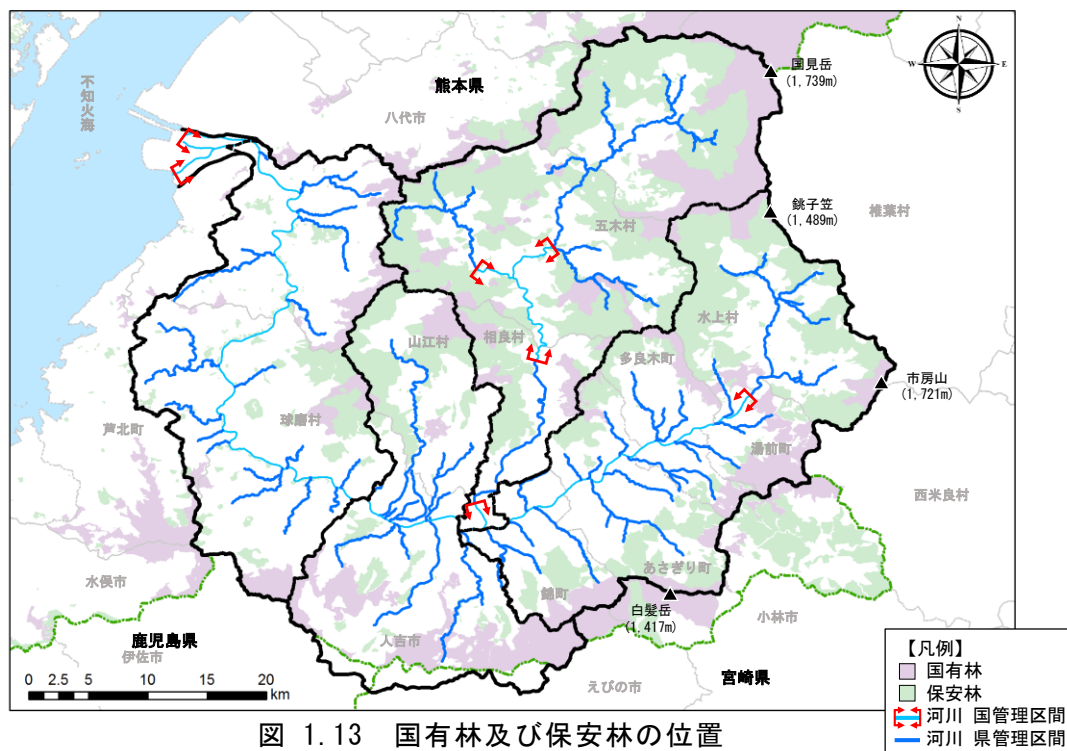 N
W
E
S
国見岳
(1,739m)
熊本県
不知火海
八代市
銚子笠
(1,489m)
椎葉村
五木村
水上村
相良村
山江村
多良木町
市房山
(1,721m)
芦北町
球磨村
湯前町
西米良村
あさぎり町
水俣市
錦町
白髪岳
(1,417m)
小林市
鹿児島県
伊佐市
人吉市
えびの市
宮崎県
0 2.5 5 10 15 20
km
【凡例】
国有林
保安林
河川 国管理区間
河川 県管理区間
図 1.13 国有林及び保安林の位置